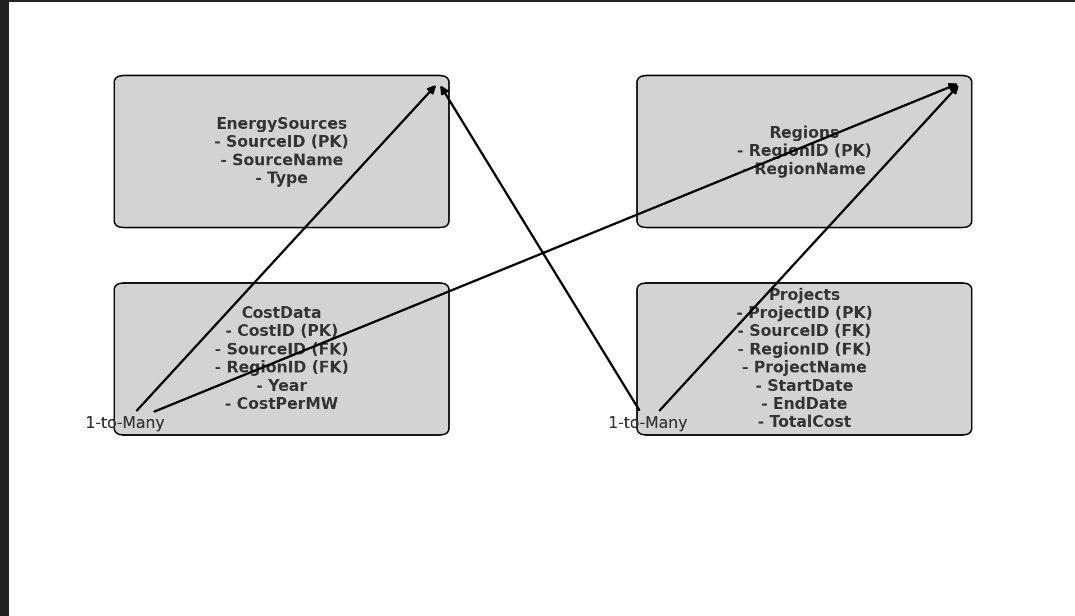 EnergySources
- SourceID (PK)
- SourceName
- Type
Regions
- RegionID (PK)
- RegionName
CostData
- CostID (PK)
- SourceID (FK)
- RegionID (FK)
- Year
- CostPerMW
1-to-Many
Projects
- ProjectID (PK)
- SourceID (FK)
- RegionID (FK)
- ProjectName
- StartDate
- EndDate
- TotalCost
1-to-Many